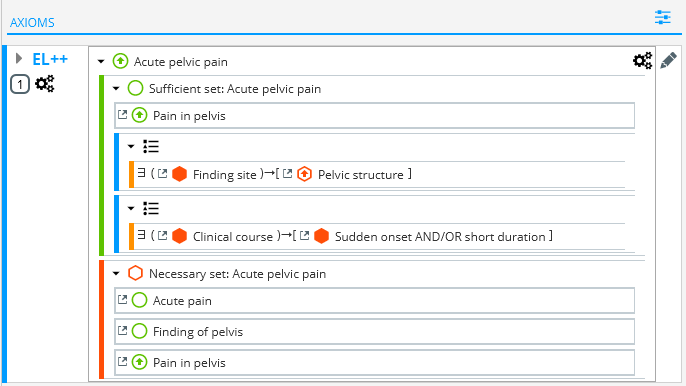 AXIOMS
EL++
1
Acute pelvic pain
Sufficient set: Acute pelvic pain
Pain in pelvis
∃ ( Finding site )→[ Pelvic structure ]
∃ ( Clinical course )→[ Sudden onset AND/OR short duration ]
Necessary set: Acute pelvic pain
Acute pain
Finding of pelvis
Pain in pelvis